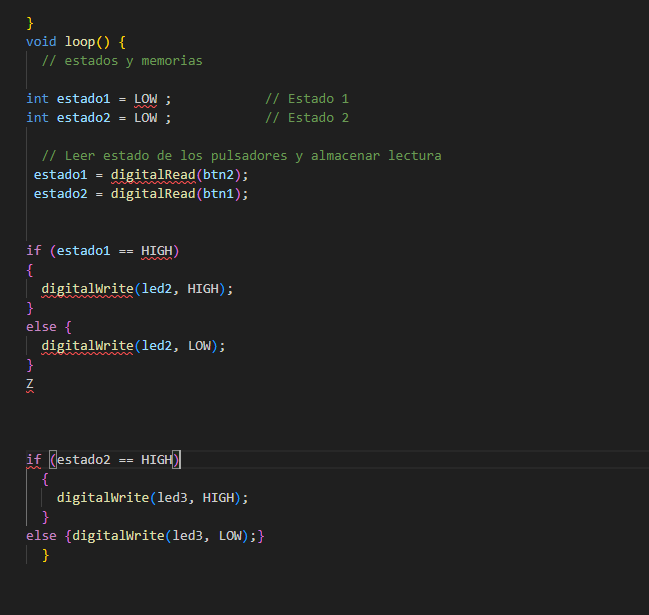 }
void loop() {
  // estados y memorias
int estado1 = LOW ;            // Estado 1
int estado2 = LOW ;            // Estado 2
  // Leer estado de los pulsadores y almacenar lectura
 estado1 = digitalRead(btn2);
 estado2 = digitalRead(btn1);
if (estado1 == HIGH)
{
  digitalWrite(led2, HIGH);
}
else {
  digitalWrite(led2, LOW);
}
Z
if (estado2 == HIGH)
  {
    digitalWrite(led3, HIGH);
  }
else {digitalWrite(led3, LOW);}
  }